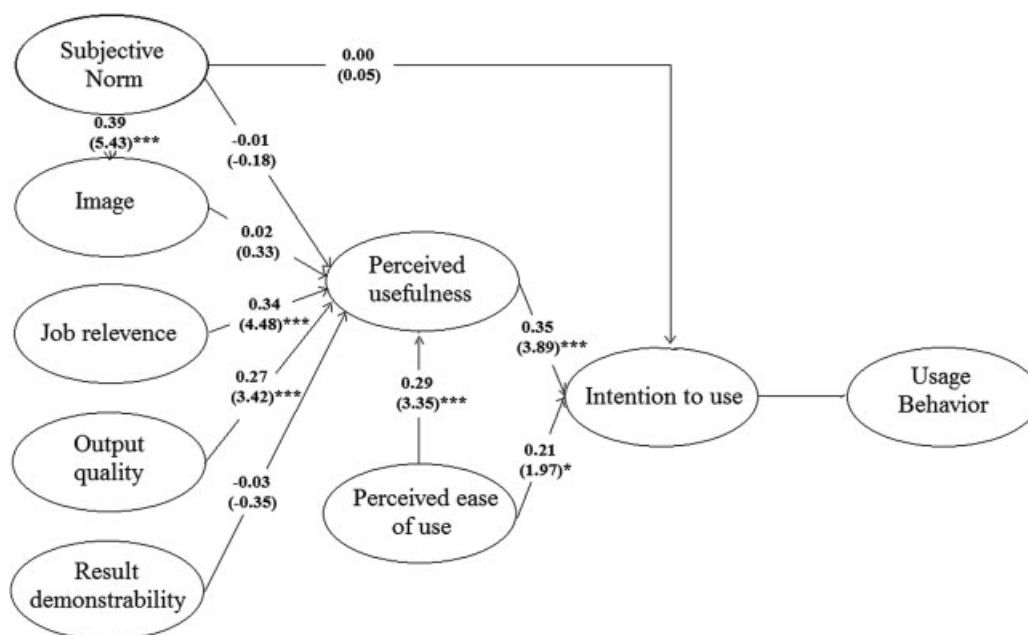 Subjective
Norm
0.00
(0.05)
0.39
(5.43)***
-0.01
(-0.18)
Image
0.02
(0.33)
Perceived
usefulness
Job relevence
0.34
(4.48)***
0.35
(3.89)***
0.27
(3.42)***
0.29
(3.35)***
Intention to use
Usage
Behavior
Output
quality
0.21
(1.97)*
-0.03
(-0.35)
Perceived ease
of use
Result
demonstrability